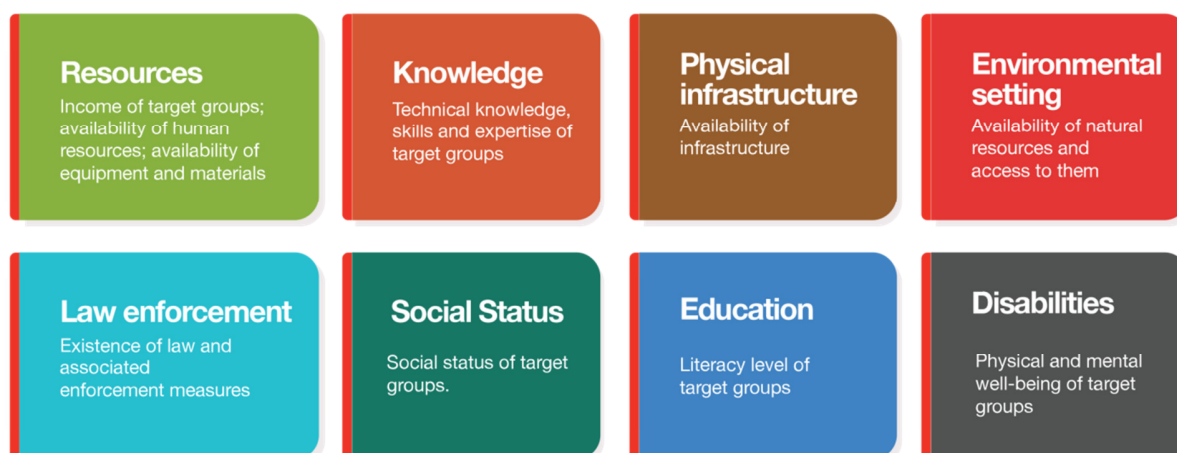 Resources
Income of target groups;
availability of human
resources; availability of
equipment and materials
Knowledge
Technical knowledge,
skills and expertise of
target groups
Physical
infrastructure
Availability of
infrastructure
Environmental
setting
Availability of natural
resources and
access to them
Law enforcement
Existence of law and
associated
enforcement measures
Social Status
Social status of target
groups.
Education
Literacy level of
target groups
Disabilities
Physical and mental
well-being of target
groups